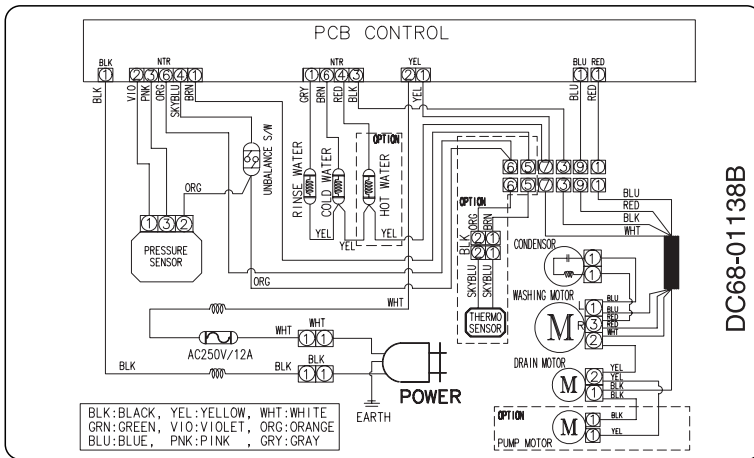 PCB CONTROL
BLK NTR NTR YEL BLU RED
1 2 3 6 4 1 1 6 4 3 2 1 1 1
BLK VIO PNK ORG SKYBLU BRN GRY BRN RED BLK YEL BLU RED
UNBALANCE S/W
ORG
RINSE WATER
COLD WATER
OPTION
HOT WATER
YEL YEL YEL
ORG
1 3 2
PRESSURE
SENSOR
6 5 7 3 9 1
6 5 7 3 9 1
OPTION
BLK ORG BRN
2 1
2 1
SKYBLU SKYBLU
THERMO
SENSOR
BLU
RED
BLK
WHT
CONDENSOR
1
1
WASHING MOTOR
M
L
R
1
3
2
BLU
BLU
RED
RED
WHT
DRAIN MOTOR
M
2
1
YEL
YEL
BLK
BLK
OPTION
PUMP MOTOR
M
1
1
BLK
YEL
WHT
AC250V/12A
WHT WHT
1 1
BLK BLK BLK
1 1
POWER
EARTH
BLK:BLACK, YEL:YELLOW, WHT:WHITE
GRN:GREEN, VIO:VIOLET, ORG:ORANGE
BLU:BLUE, PNK:PINK , GRY:GRAY
DC68-01138B